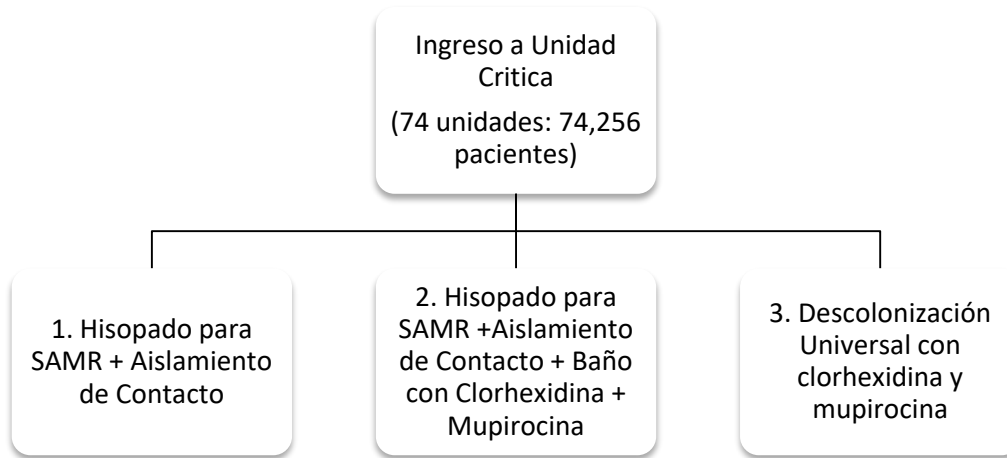 Ingreso a Unidad
Critica
(74 unidades: 74,256
pacientes)
1. Hisopado para
SAMR + Aislamiento
de Contacto
2. Hisopado para
SAMR +Aislamiento
de Contacto + Baño
con Clorhexidina +
Mupirocina
3. Descolonización
Universal con
clorhexidina y
mupirocina